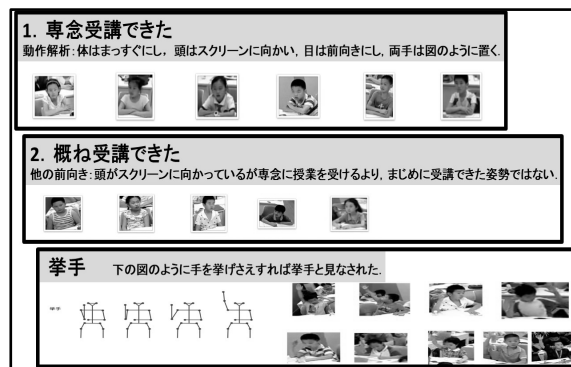 1. 専念受講できた
動作解析:体はまっすぐにし，頭はスクリーンに向かい, 目は前向きにし, 両手は図のように置く.
2. 概ね受講できた
他の前向き:頭がスクリーンに向かっているが専念に授業を受けるより, まじめに受講できた姿勢ではない.
挙手 下の図のように手を挙げさえすれば挙手と見なされた.
挙手